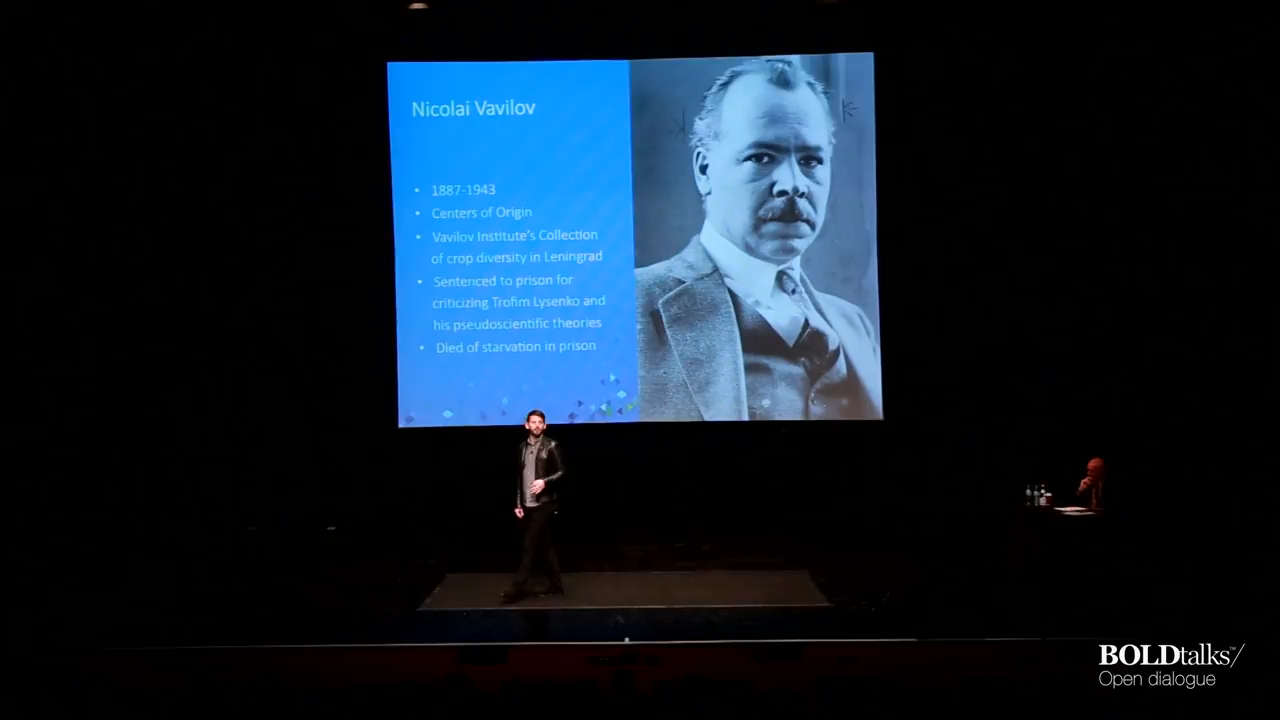 Nicolai Vavilov
• 1887-1943
• Centers of Origin
• Vavilov Institute's Collection
of crop diversity in Leningrad
• Sentenced to prison for
criticizing Trofim Lysenko and
his pseudoscientific theories
• Died of starvation in prison
BOLDtalks™/
Open dialogue